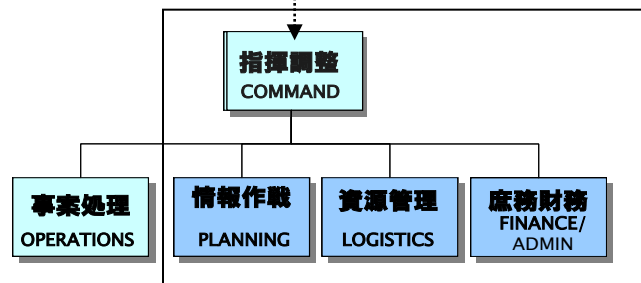 指揮調整
COMMAND
事案処理
OPERATIONS
情報作戦
PLANNING
資源管理
LOGISTICS
庶務財務
FINANCE/
ADMIN